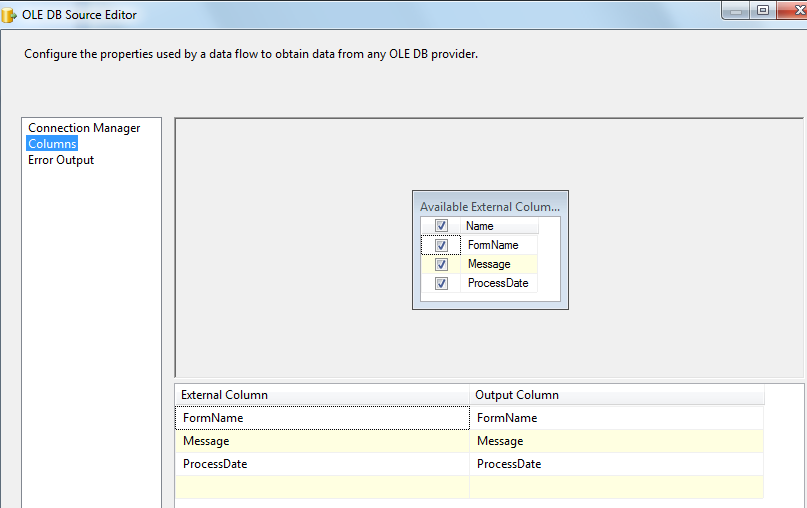 OLE DB Source Editor
Configure the properties used by a data flow to obtain data from any OLE DB provider.
Connection Manager
Columns
Error Output
Available External Colum...
Name
FormName
Message
ProcessDate
External Column Output Column
FormName FormName
Message Message
ProcessDate ProcessDate